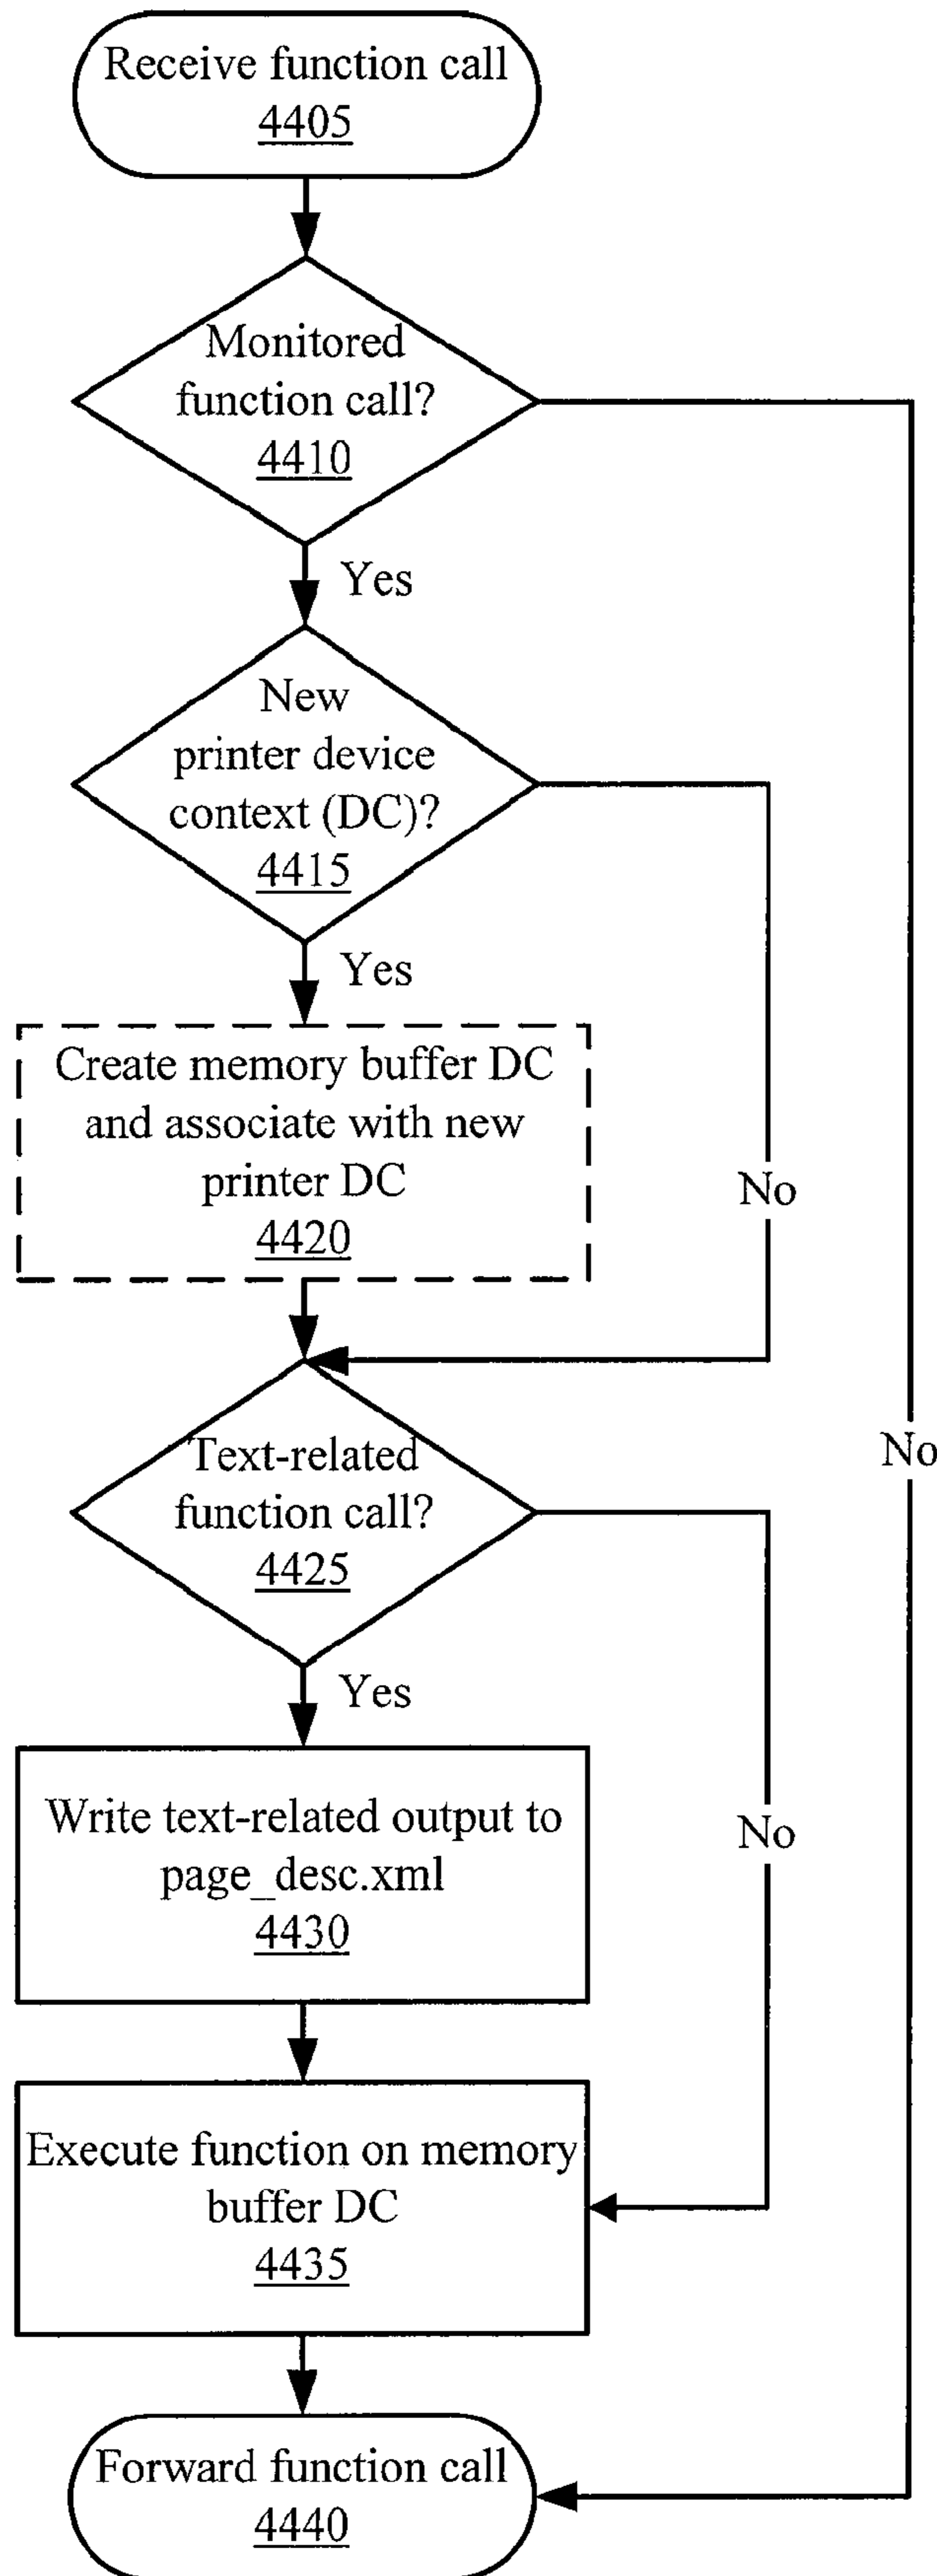 Receive function call
4405
Monitored
function call?
4410
Yes
New
printer device
context (DC)?
4415
Yes
Create memory buffer DC
and associate with new
printer DC
4420
No
Text-related
function call?
4425
No
Yes
Write text-related output to
page_desc.xml
4430
No
Execute function on memory
buffer DC
4435
Forward function call
4440